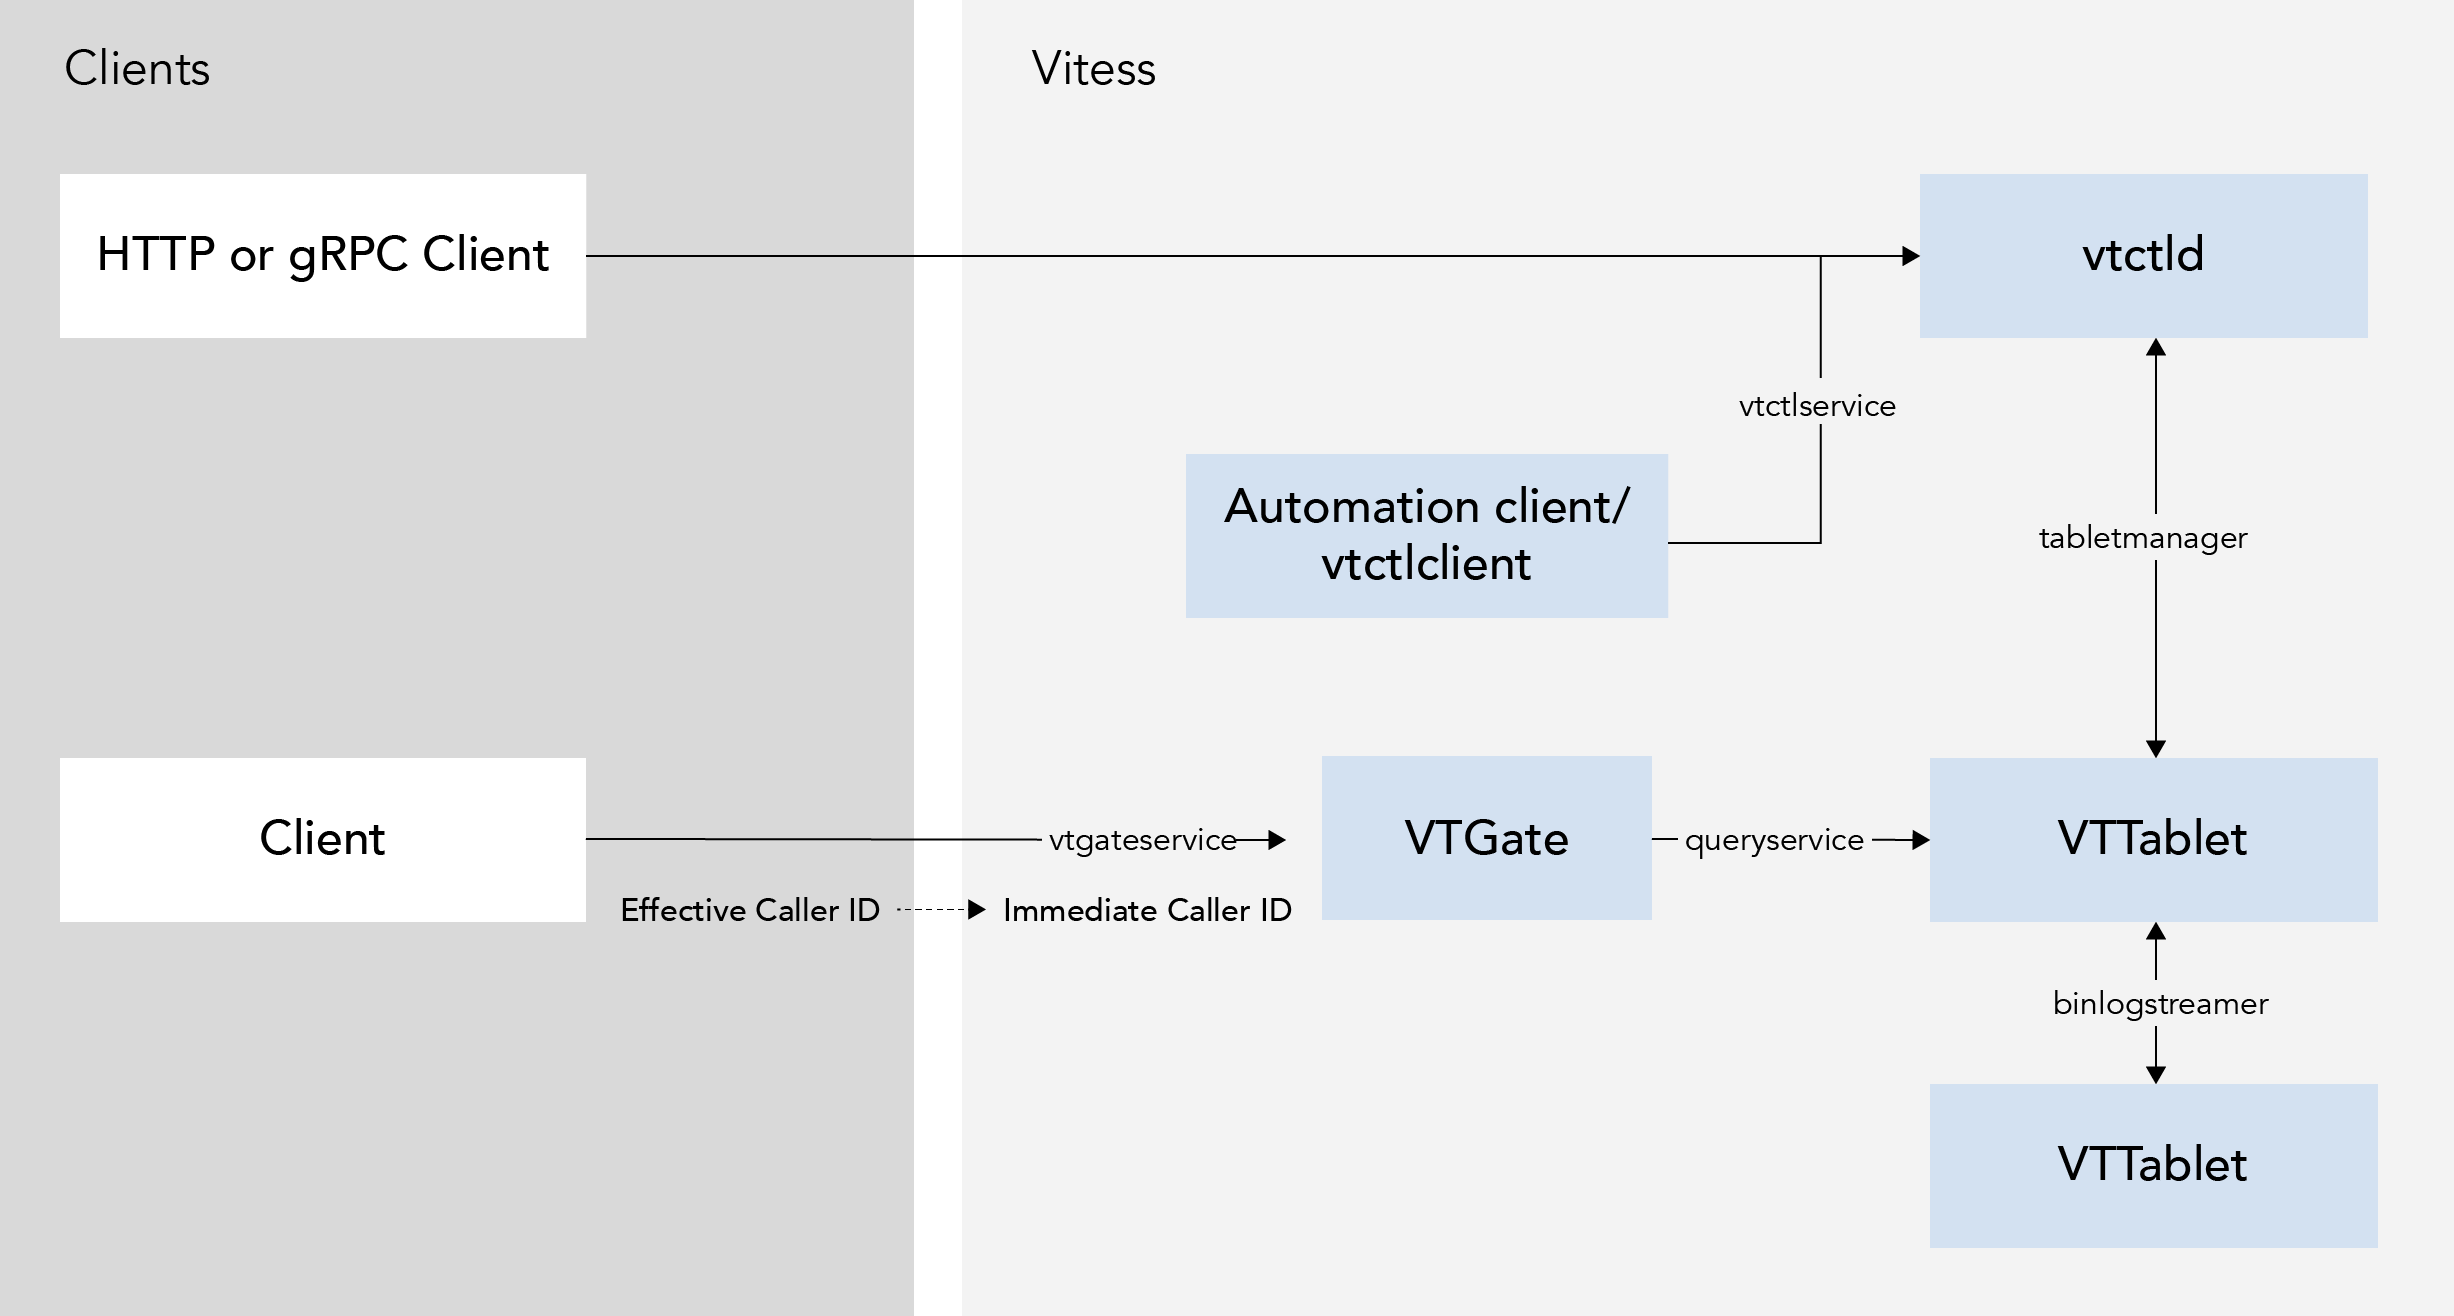 Clients
Vitess
HTTP or gRPC Client
vtctld
vtctlservice
Automation client/
vtctlclient
tabletmanager
Client
vtgateservice
VTGate
queryservice
VTTablet
Effective Caller ID
Immediate Caller ID
binlogstreamer
VTTablet